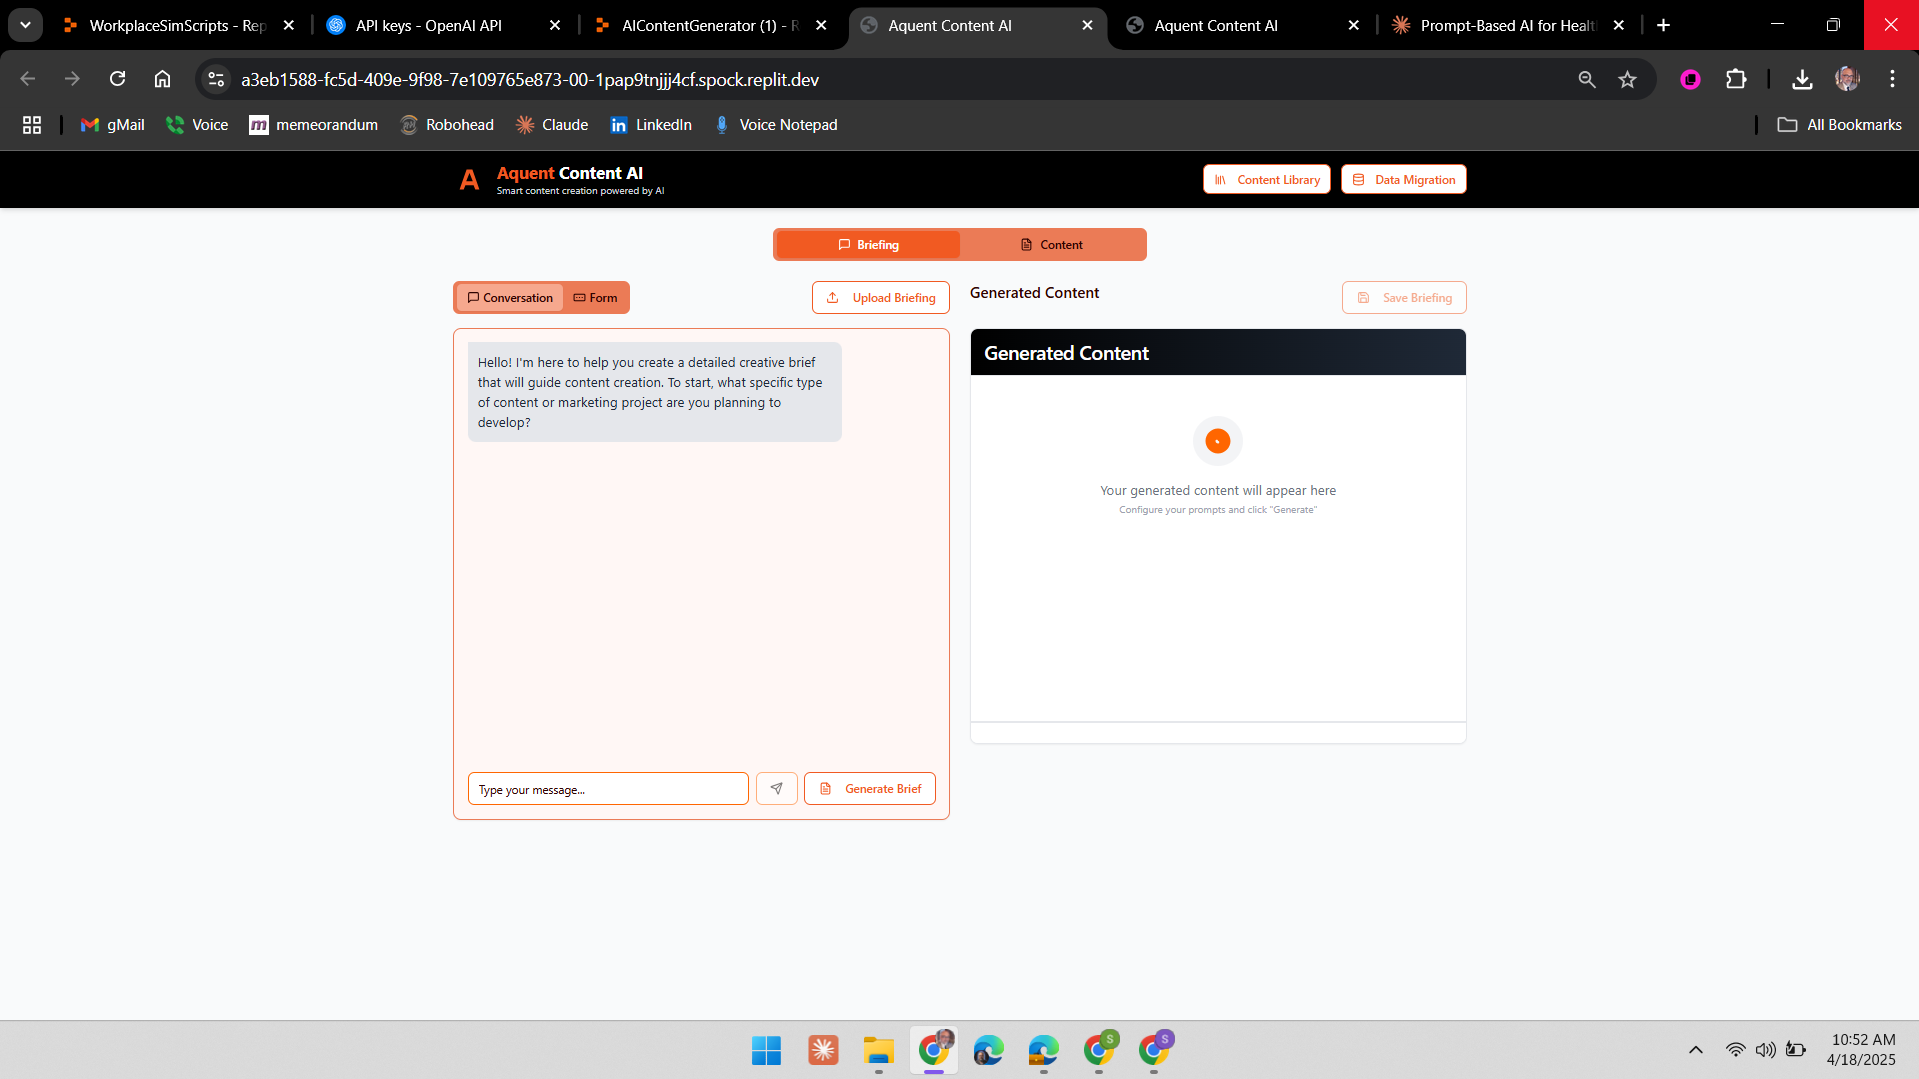 WorkplaceSimScripts - Rep
API keys - OpenAI API
AIContentGenerator (1) - R
Aquent Content AI
Aquent Content AI
Prompt-Based AI for Healt
a3eb1588-fc5d-409e-9f98-7e109765e873-00-1pap9tnjjj4cf.spock.replit.dev
gMail
Voice
m memeorandum
Robohead
Claude
in LinkedIn
Voice Notepad
All Bookmarks
A
Aquent Content AI
Smart content creation powered by AI
Content Library
Data Migration
Briefing
Content
Conversation
Form
Upload Briefing
Generated Content
Save Briefing
Hello! I'm here to help you create a detailed creative brief
that will guide content creation. To start, what specific type
of content or marketing project are you planning to
develop?
Generated Content
Your generated content will appear here
Configure your prompts and click "Generate"
Type your message...
Generate Brief
S
S
10:52 AM
4/18/2025